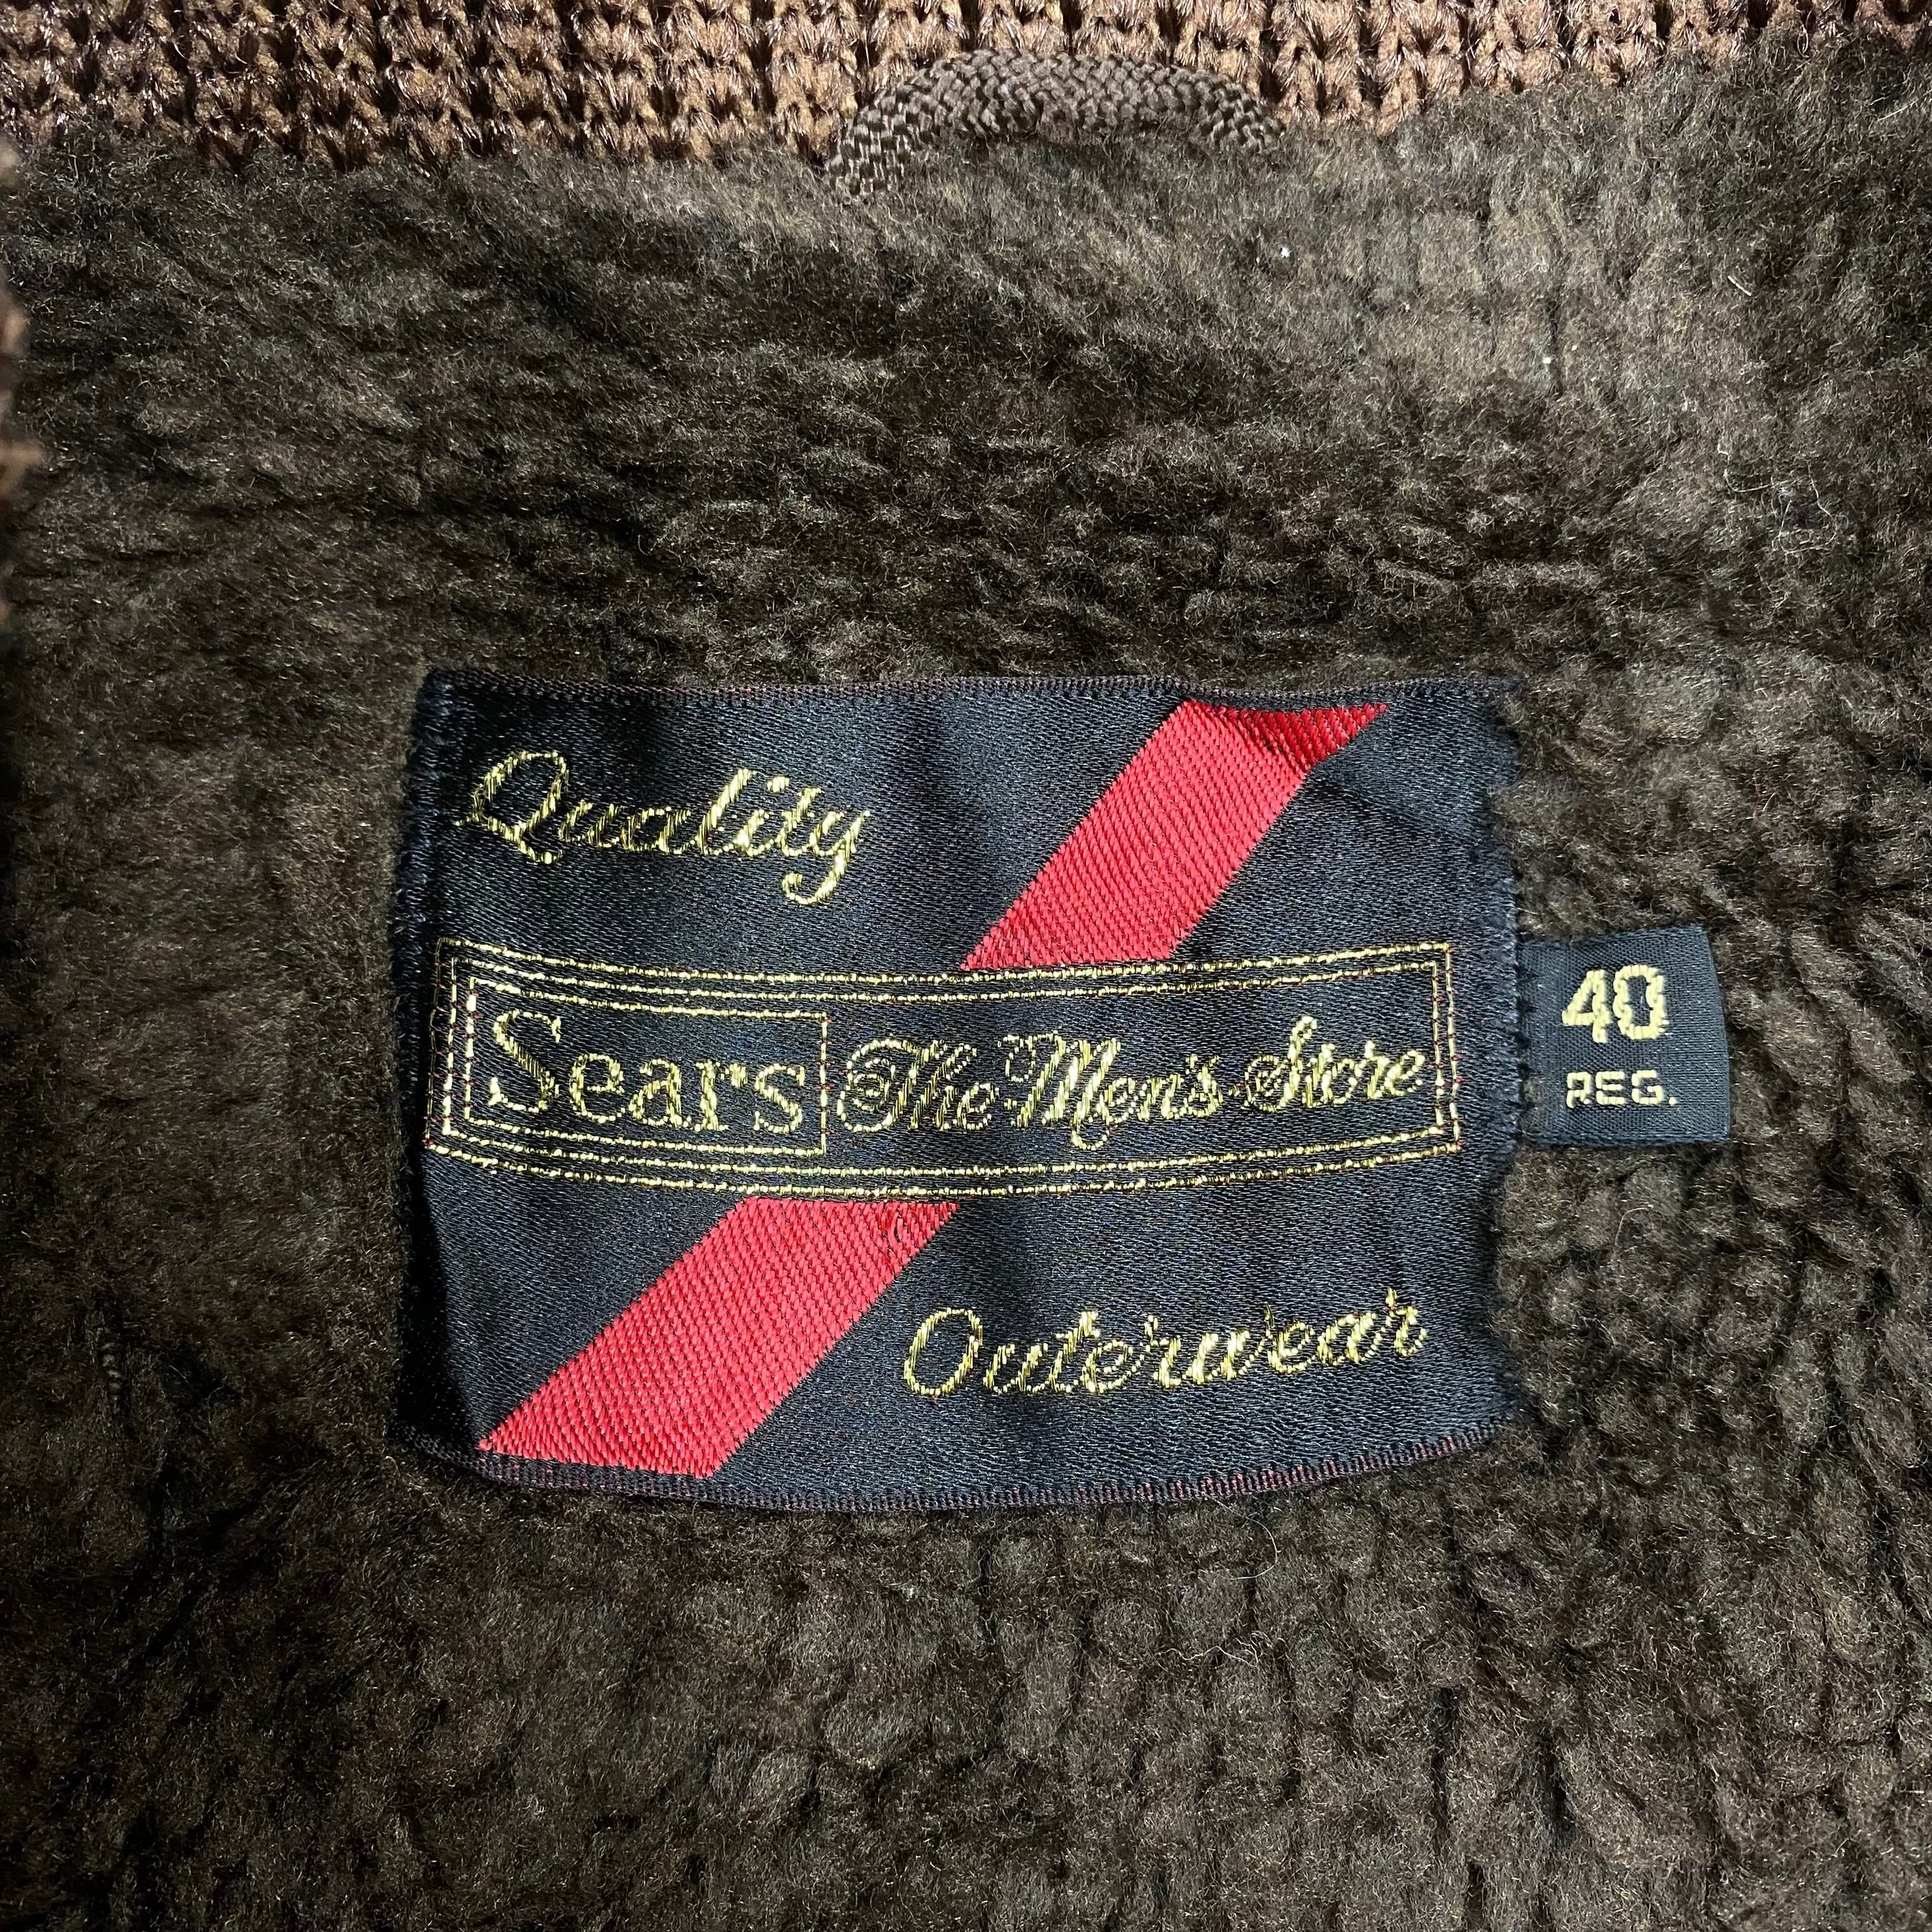 Quality
Sears The Men's Store
Outerwear
40
REG.